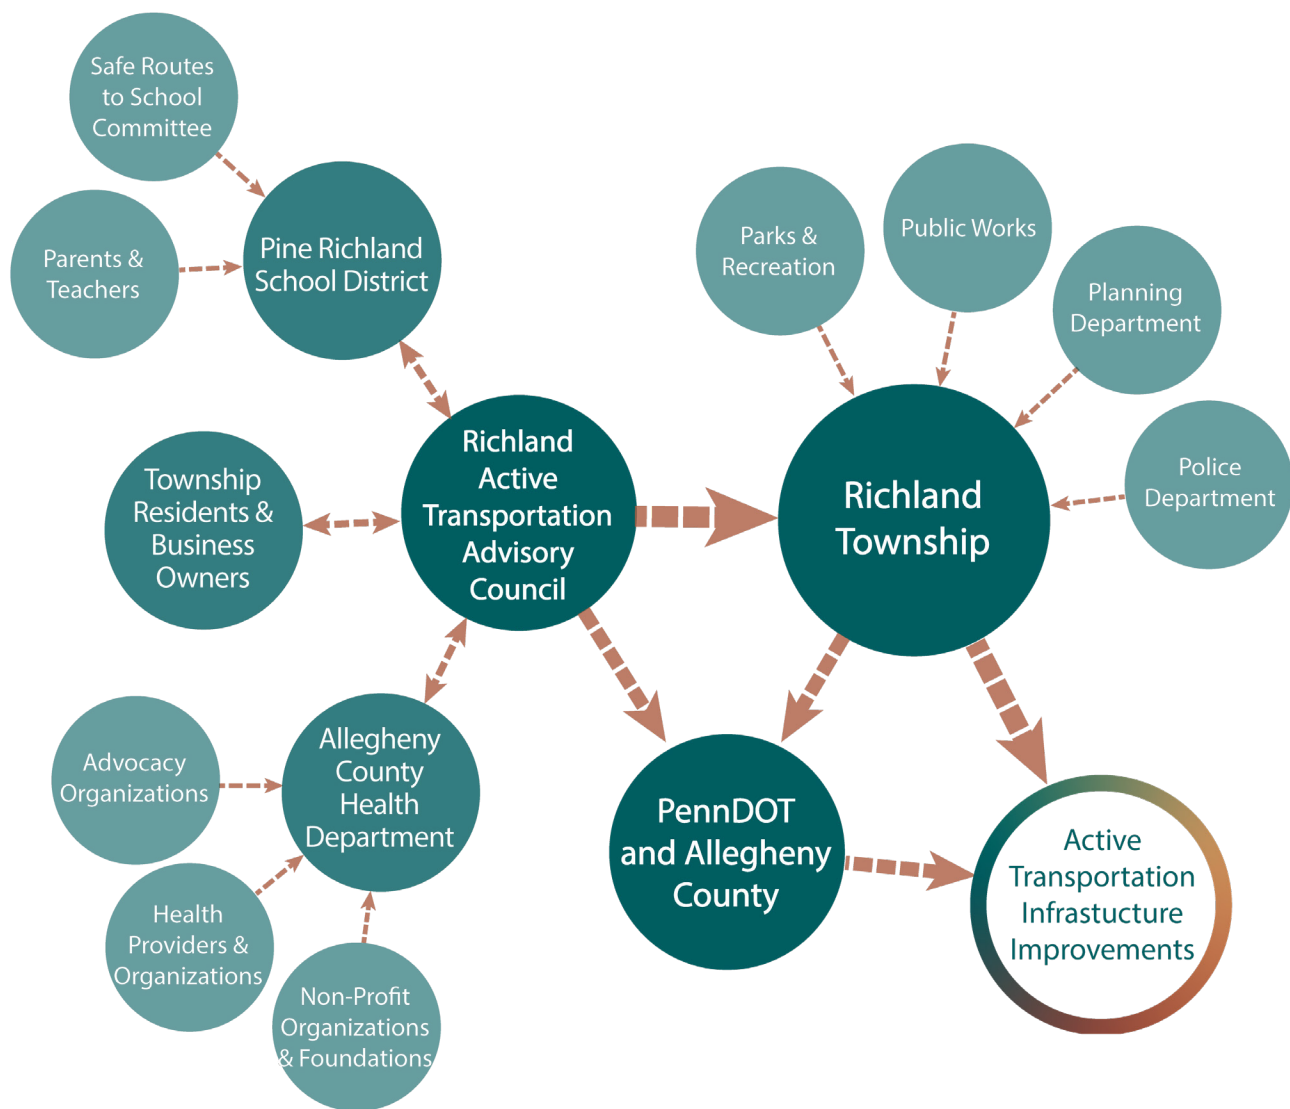 Safe Routes
to School
Committee
Parents &
Teachers
Pine Richland
School District
Parks &
Recreation
Public Works
Planning
Department
Police
Department
Township
Residents &
Business
Owners
Richland
Active
Transportation
Advisory
Council
Richland
Township
Advocacy
Organizations
Allegheny
County
Health
Department
Health
Providers &
Organizations
Non-Profit
Organizations
& Foundations
PennDOT
and Allegheny
County
Active
Transportation
Infrastucture
Improvements